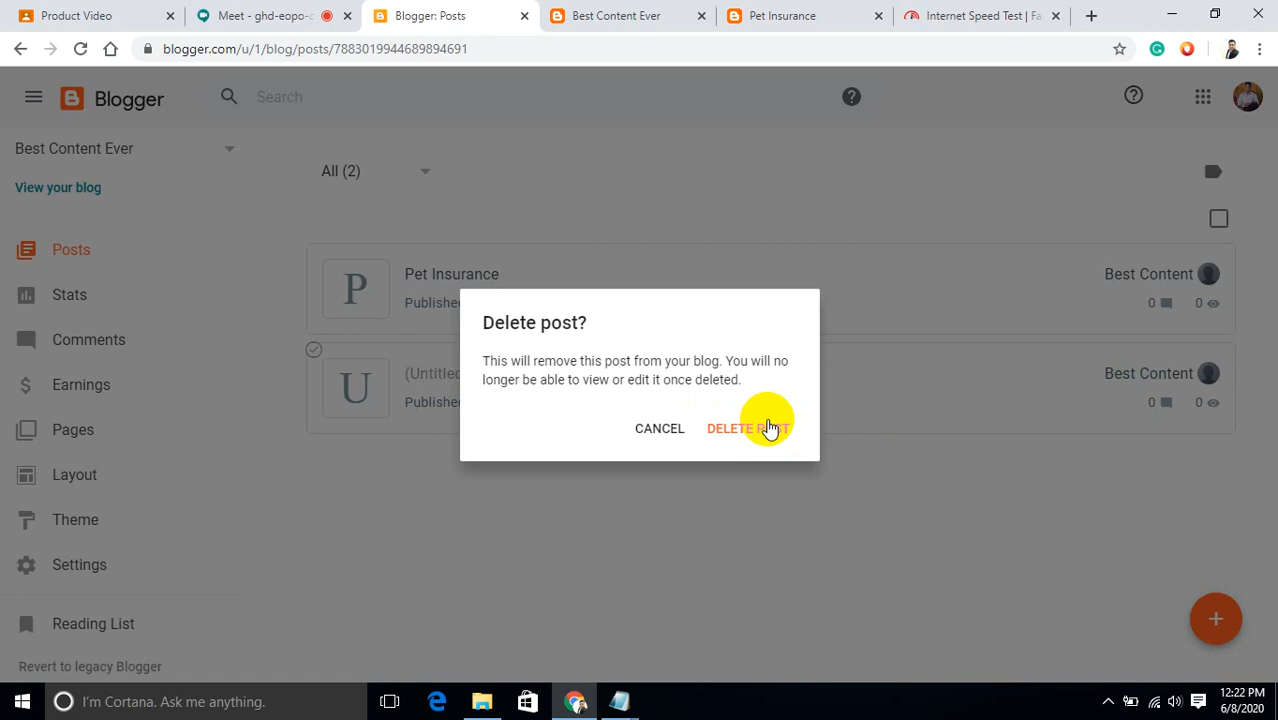 Product Video
Meet - ghd-eopo-c
Blogger: Posts
Best Content Ever
Pet Insurance
Internet Speed Test | Fa
blogger.com/u/1/blog/posts/7883019944689894691
Blogger
Search
Best Content Ever
All (2)
View your blog
Posts
Stats
Comments
Earnings
Pages
Layout
Theme
Settings
Reading List
Revert to legacy Blogger
P
Pet Insurance
Best Content
Published
0
0
U
(Untitled
Best Content
Published
0
0
Delete post?
This will remove this post from your blog. You will no
longer be able to view or edit it once deleted.
CANCEL
DELETE POST
I'm Cortana. Ask me anything.
12:22 PM
6/8/2020